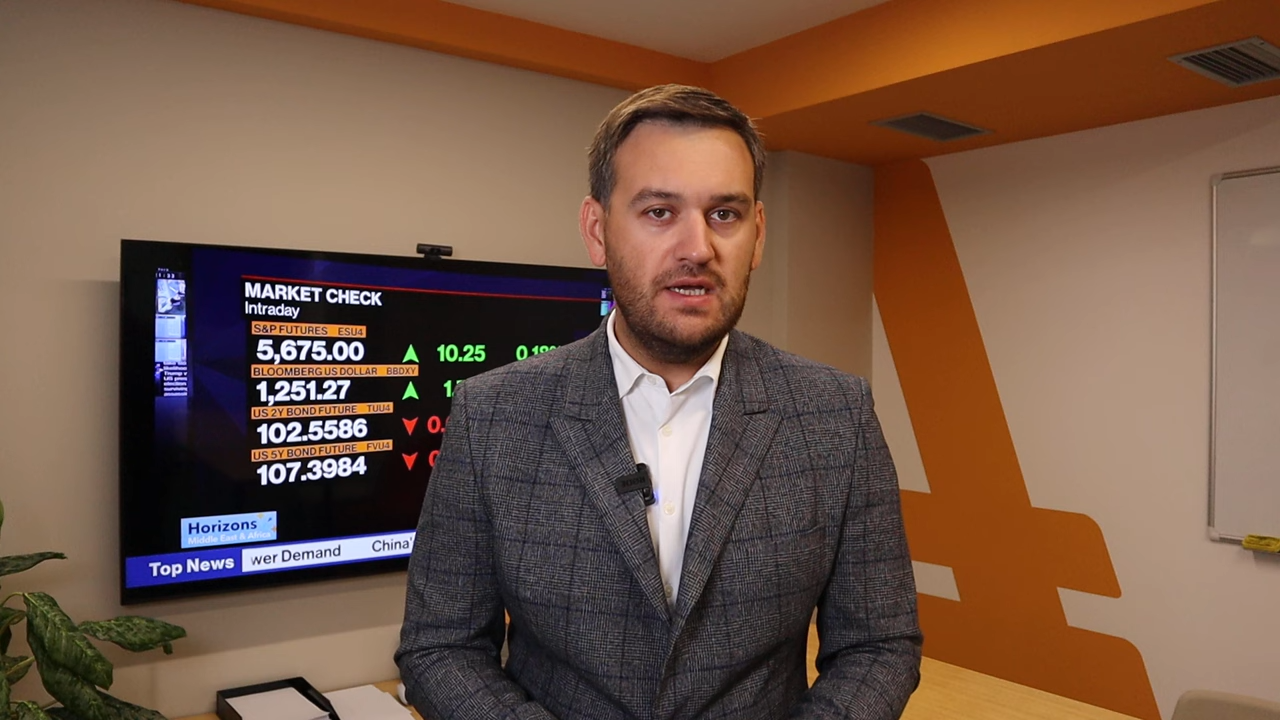 MARKET CHECK
Intraday
S&P FUTURES ESU4
5,675.00 10.25
BLOOMBERG US DOLLAR BBDXY
1,251.27
US 2Y BOND FUTURE TUU4
102.5586
US 5Y BOND FUTURE FVU4
107.3984
Horizons
Middle East & Africa
Top News wer Demand China'